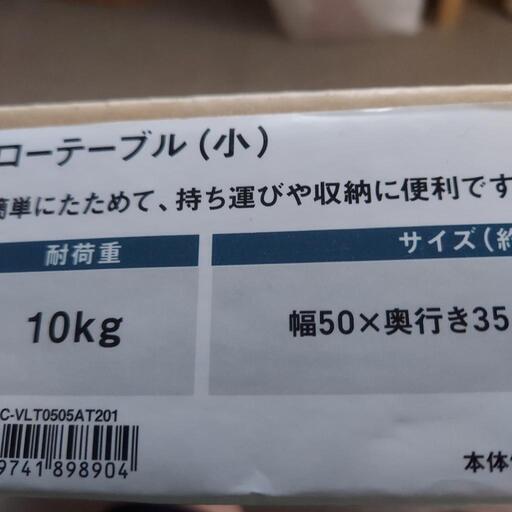 ローテーブル(小)
簡単にたためて、持ち運びや収納に便利です
耐荷重
サイズ(約
10kg
幅50×奥行き35
C-VLT0505AT201
9741898904
本体